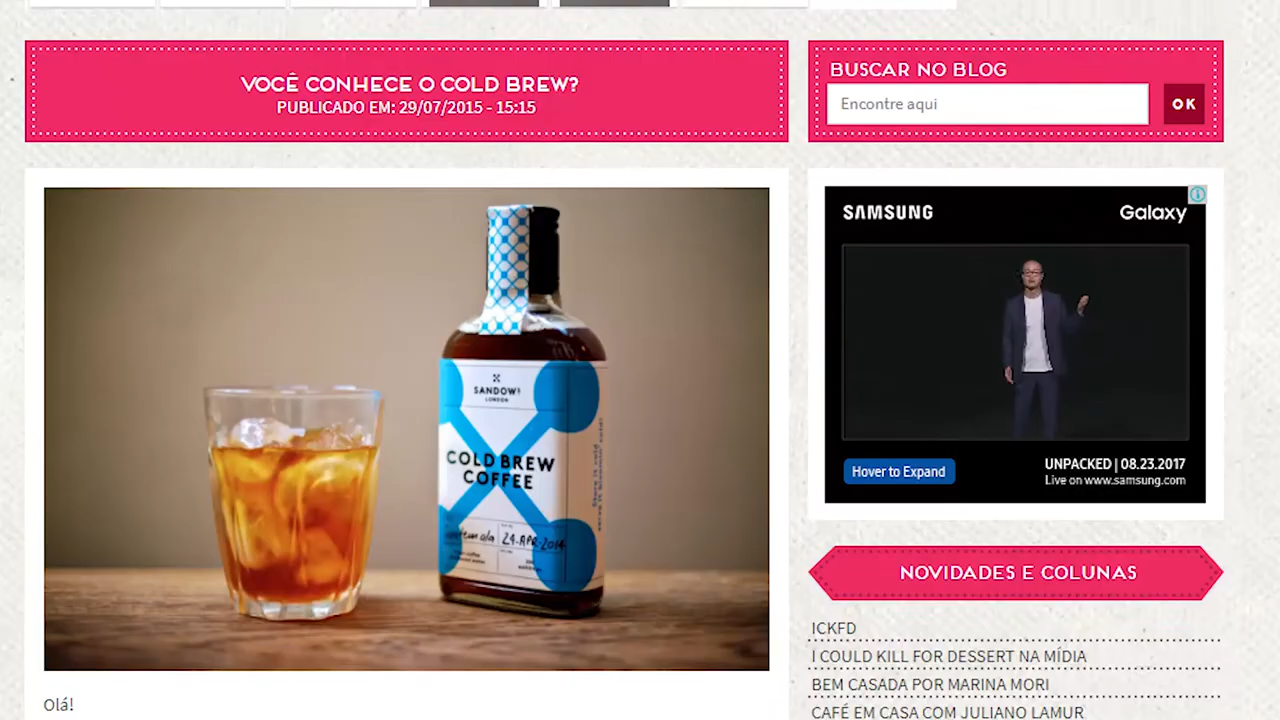 VOCÊ CONHECE O COLD BREW?
PUBLICADO EM: 29/07/2015 - 15:15
BUSCAR NO BLOG
Encontre aqui
OK
SANDOWS
LONDON
COLD BREW
COFFEE
24-APR-2014
SAMSUNG
Galaxy
Hover to Expand
UNPACKED | 08.23.2017
Live on www.samsung.com
NOVIDADES E COLUNAS
ICKFD
I COULD KILL FOR DESSERT NA MÍDIA
BEM CASADA POR MARINA MORI
CAFÉ EM CASA COM JULIANO LAMUR
Olá!